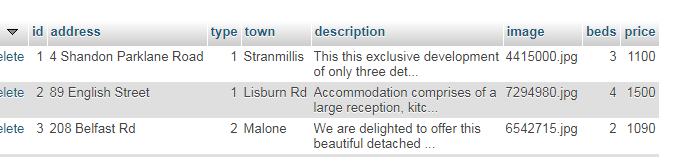 id address type town description image beds price
elete 1 4 Shandon Parklane Road 1 Stranmillis This this exclusive development 4415000.jpg 3 1100
of only three det...
elete 2 89 English Street 1 Lisburn Rd Accommodation comprises of a 7294980.jpg 4 1500
large reception, kitc...
elete 3 208 Belfast Rd 2 Malone We are delighted to offer this 6542715.jpg 2 1090
beautiful detached ...